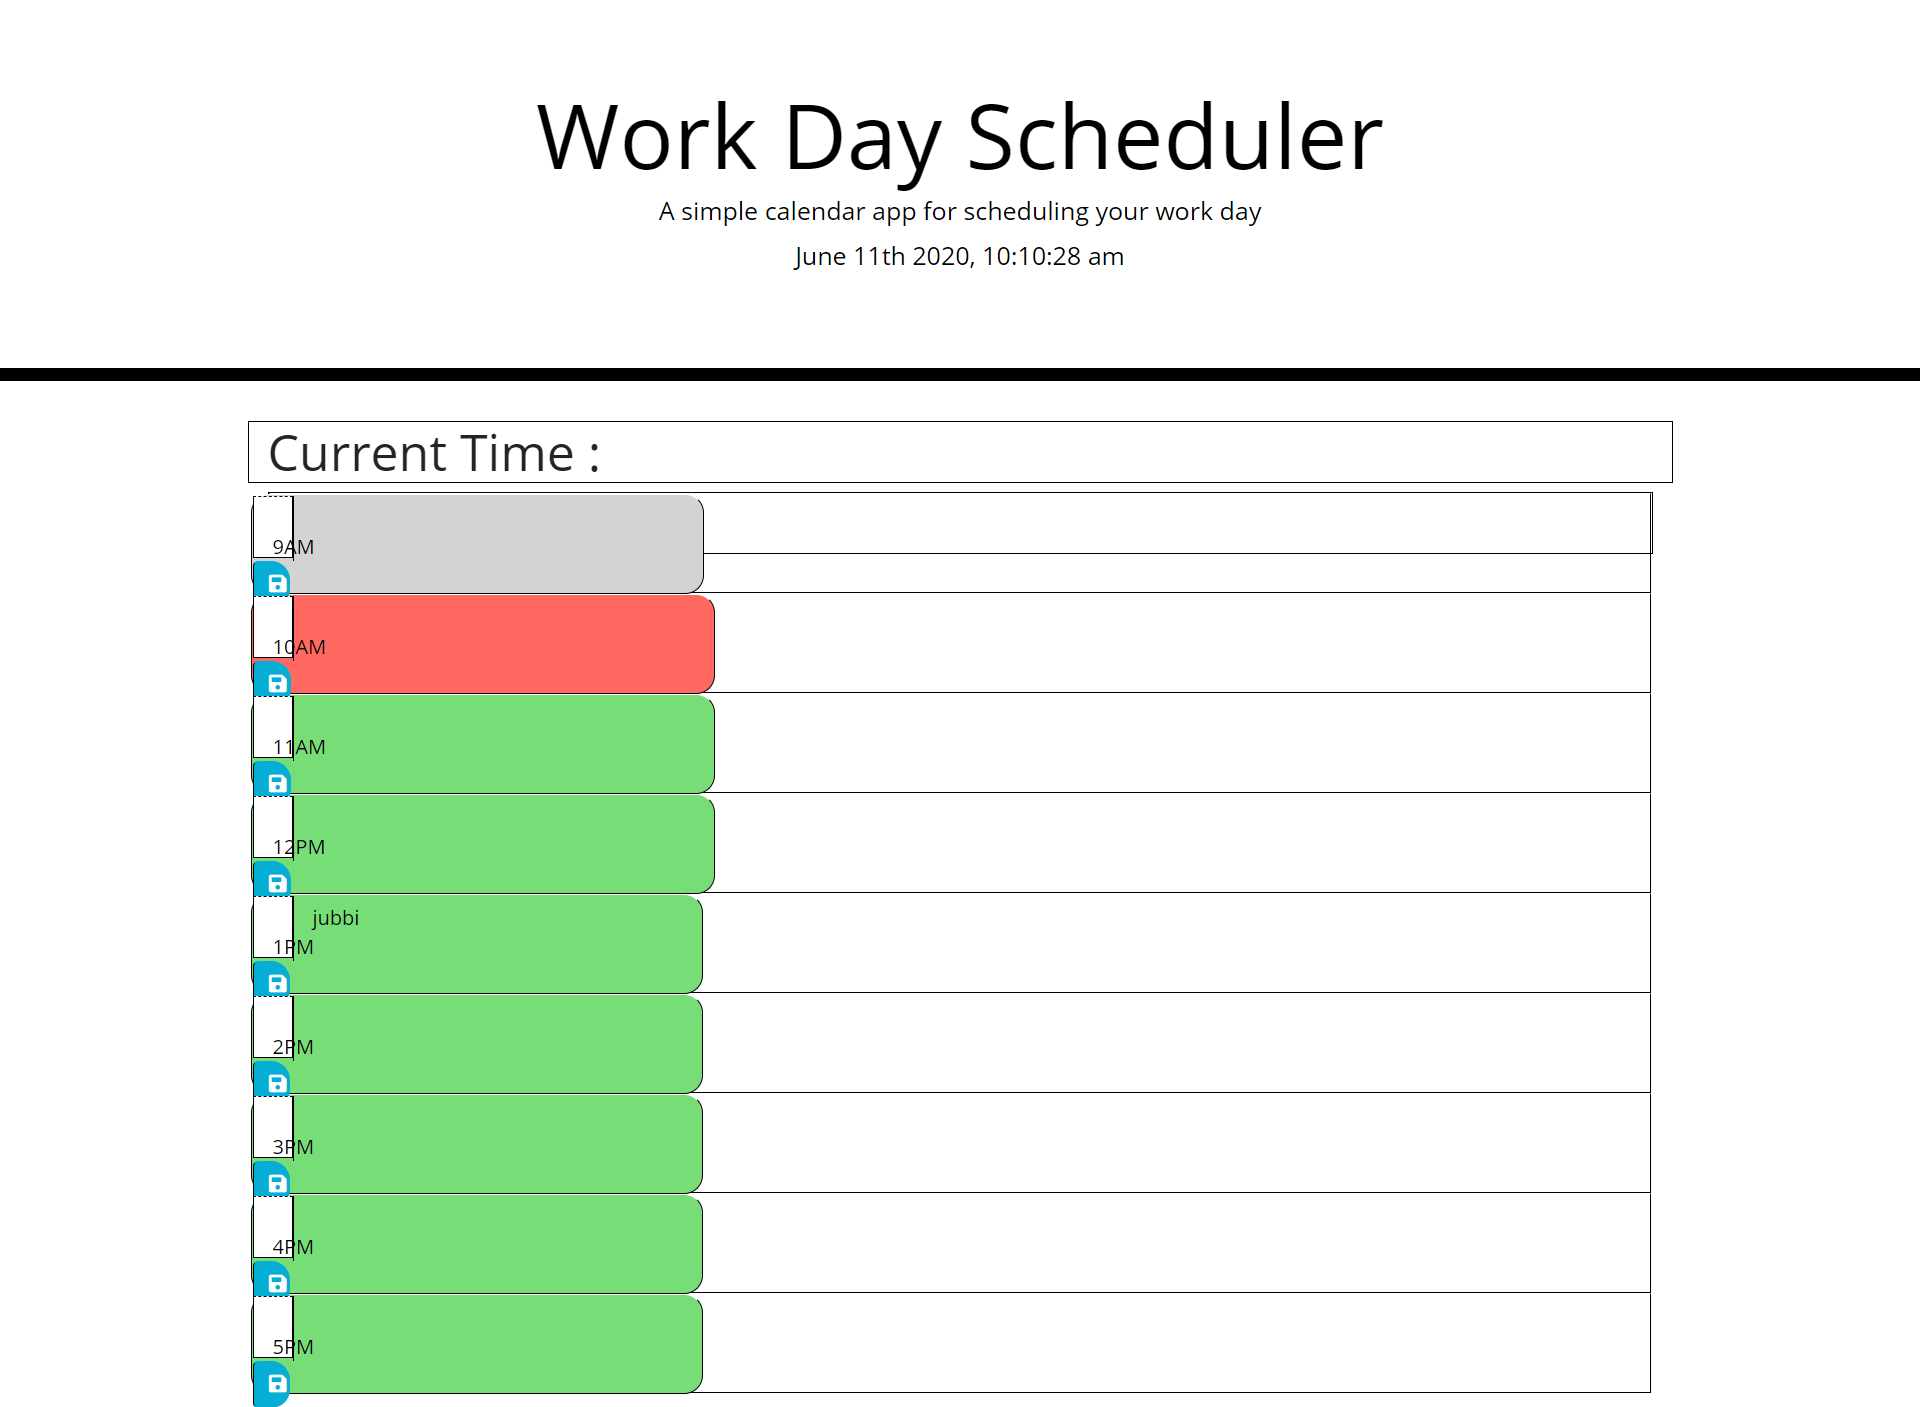 Work Day Scheduler
A simple calendar app for scheduling your work day
June 11th 2020, 10:10:28 am
Current Time :
9AM
10AM
11AM
12PM
jubbi
1PM
2PM
3PM
4PM
5PM